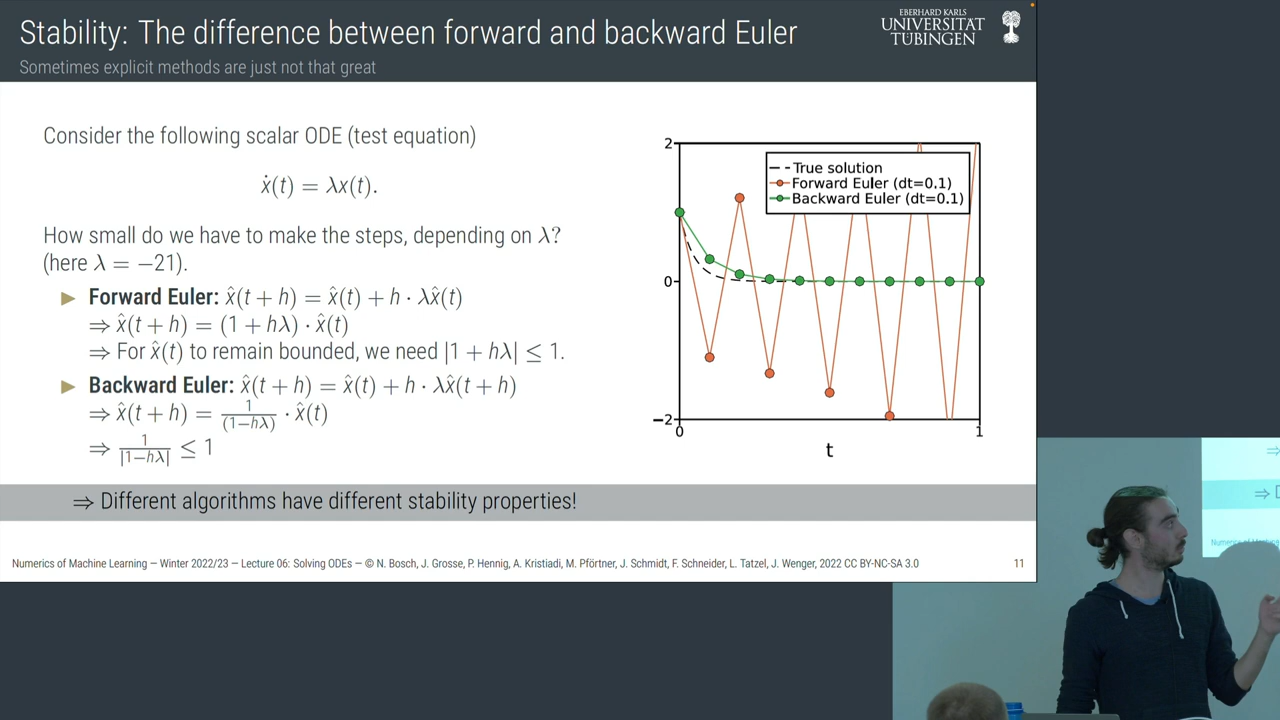 Stability: The difference between forward and backward Euler
Sometimes explicit methods are just not that great
EBERHARD KARLS
UNIVERSITÄT
TÜBINGEN
Consider the following scalar ODE (test equation)
ẋ(t) = λx(t).
How small do we have to make the steps, depending on λ?
(here λ = −21).
▶ Forward Euler: x̂(t + h) = x̂(t) + h · λx̂(t)
⇒ x̂(t + h) = (1 + hλ) · x̂(t)
⇒ For x̂(t) to remain bounded, we need |1 + hλ| ≤ 1.
▶ Backward Euler: x̂(t + h) = x̂(t) + h · λx̂(t + h)
⇒ x̂(t + h) = 1/(1−hλ) · x̂(t)
⇒ 1/|1−hλ| ≤ 1
2
0
−2
0
1
t
True solution
Forward Euler (dt=0.1)
Backward Euler (dt=0.1)
⇒ Different algorithms have different stability properties!
Numerics of Machine Learning — Winter 2022/23 — Lecture 06: Solving ODEs — © N. Bosch, J. Grosse, P. Hennig, A. Kristiadi, M. Pförtner, J. Schmidt, F. Schneider, L. Tatzel, J. Wenger, 2022 CC BY-NC-SA 3.0
11